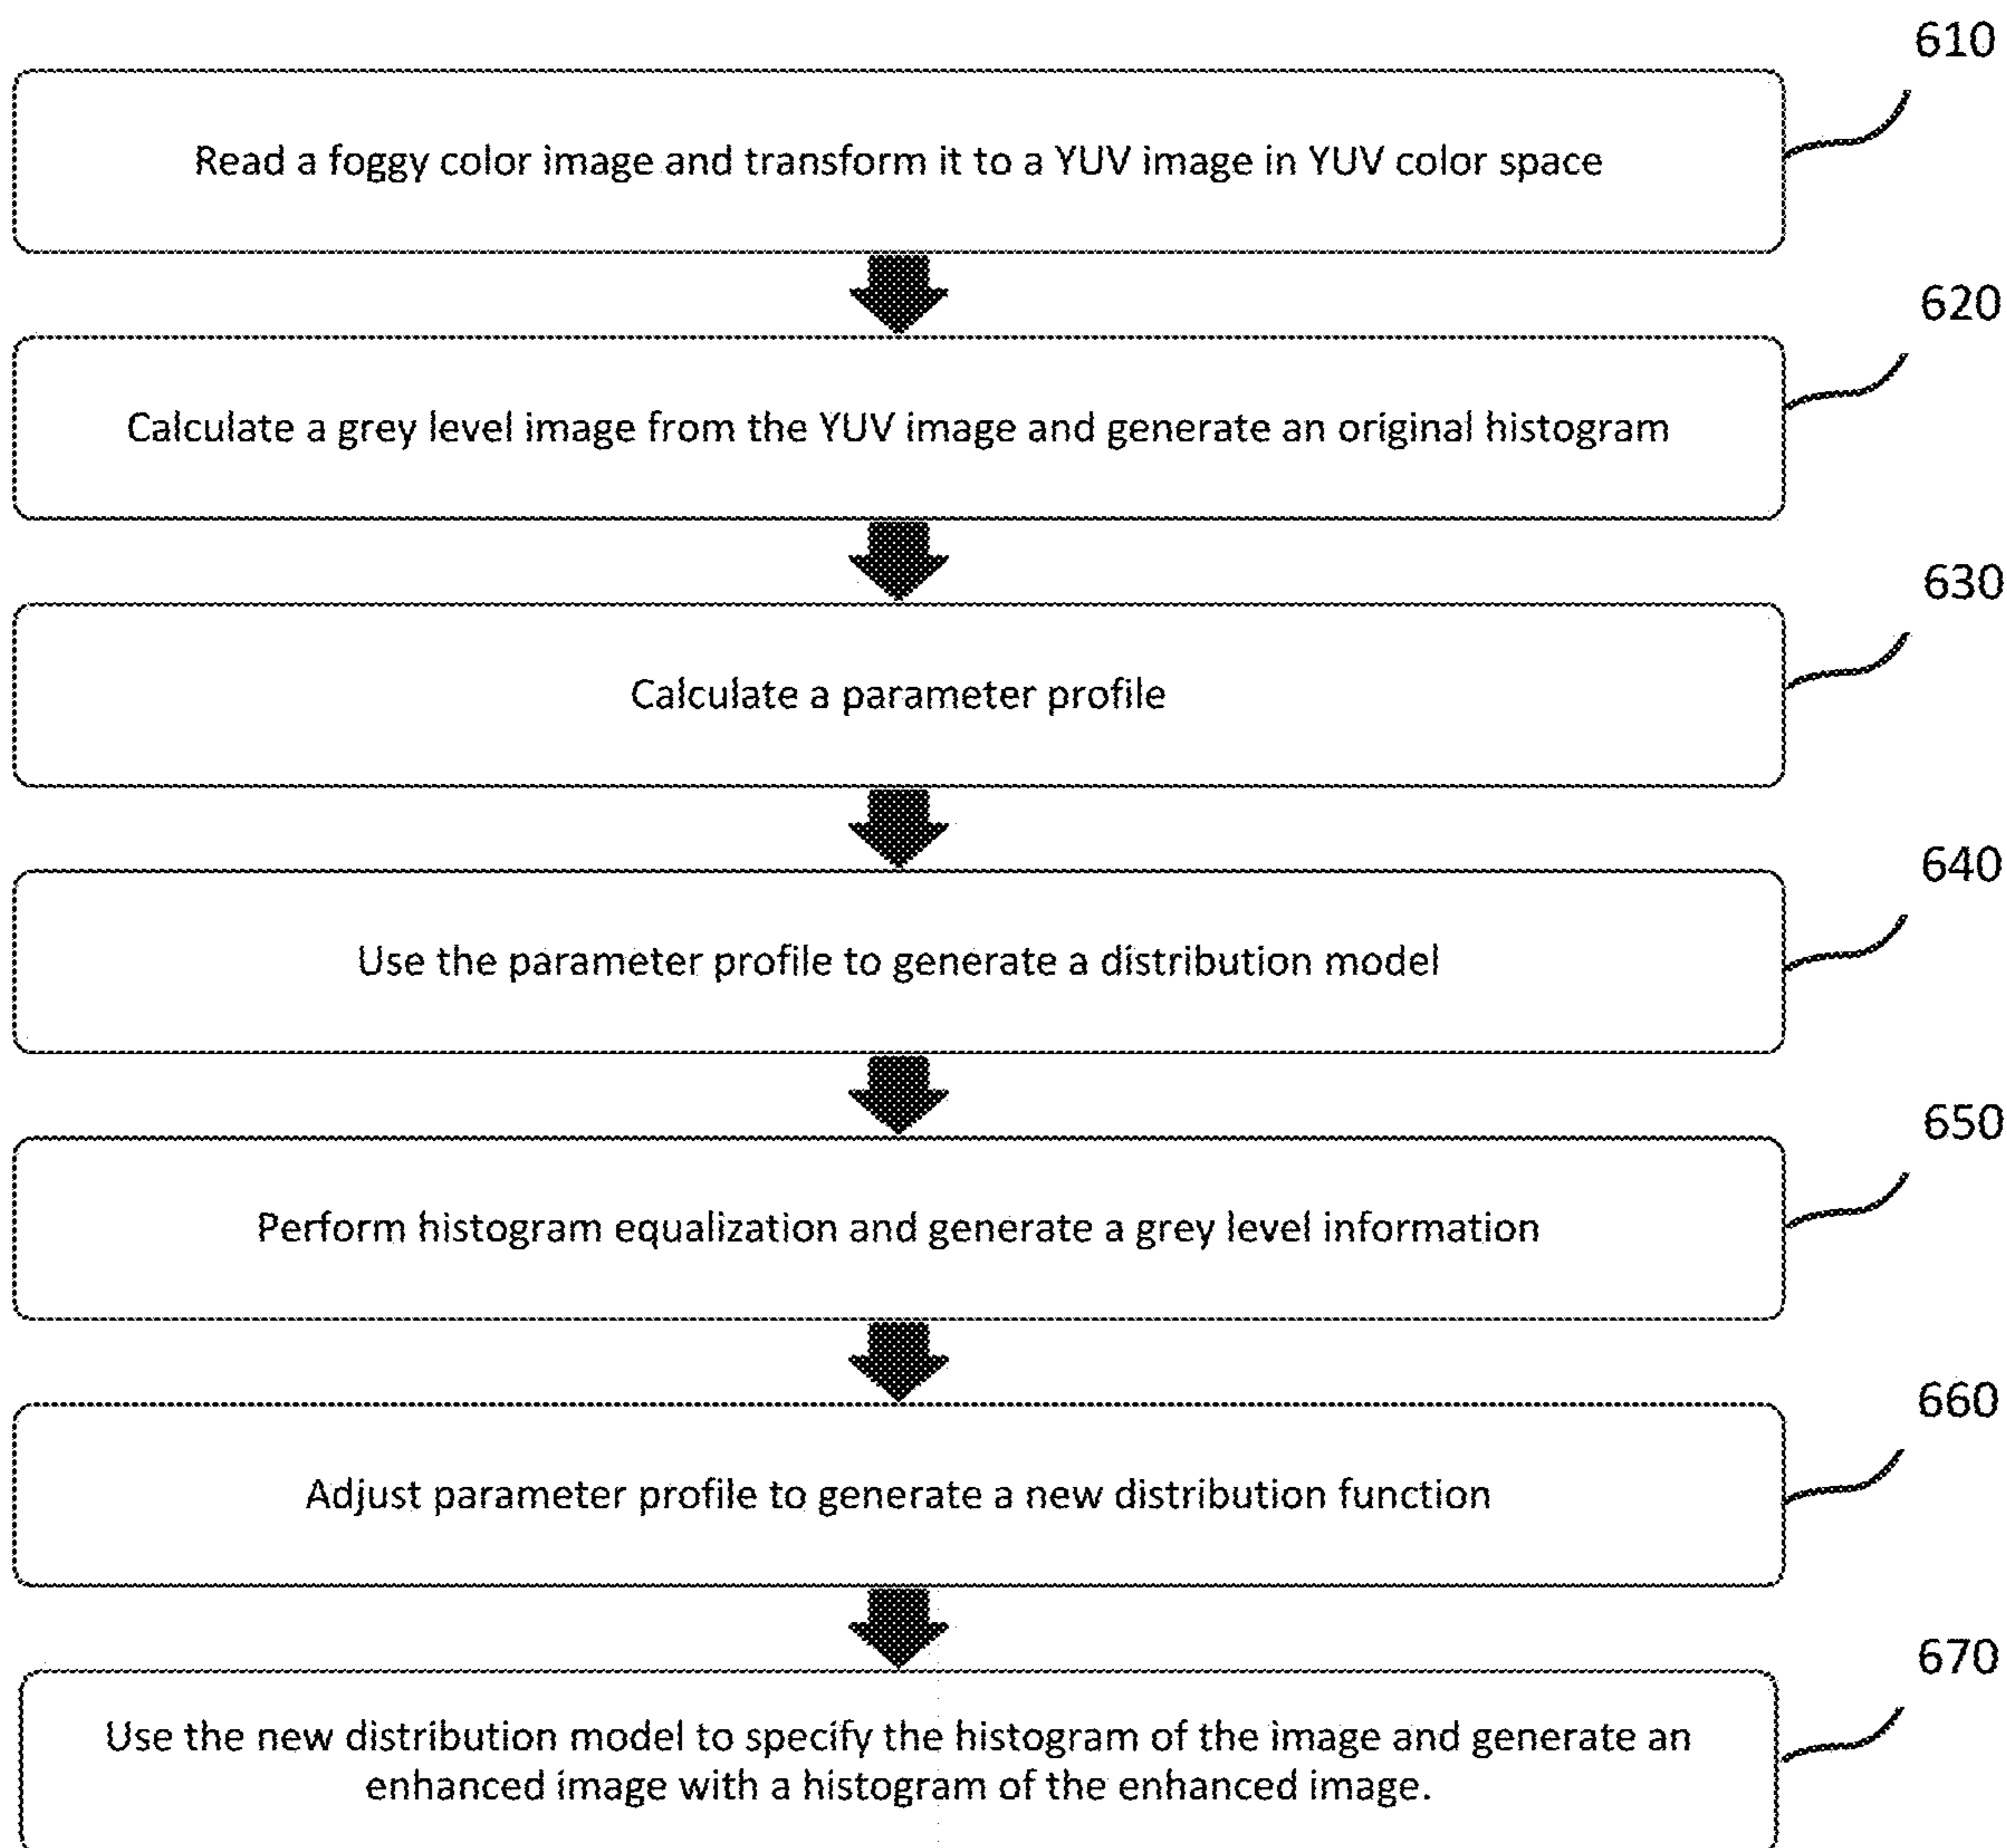 610
Read a foggy color image and transform it to a YUV image in YUV color space
620
Calculate a grey level image from the YUV image and generate an original histogram
630
Calculate a parameter profile
640
Use the parameter profile to generate a distribution model
650
Perform histogram equalization and generate a grey level information
660
Adjust parameter profile to generate a new distribution function
670
Use the new distribution model to specify the histogram of the image and generate an
enhanced image with a histogram of the enhanced image.